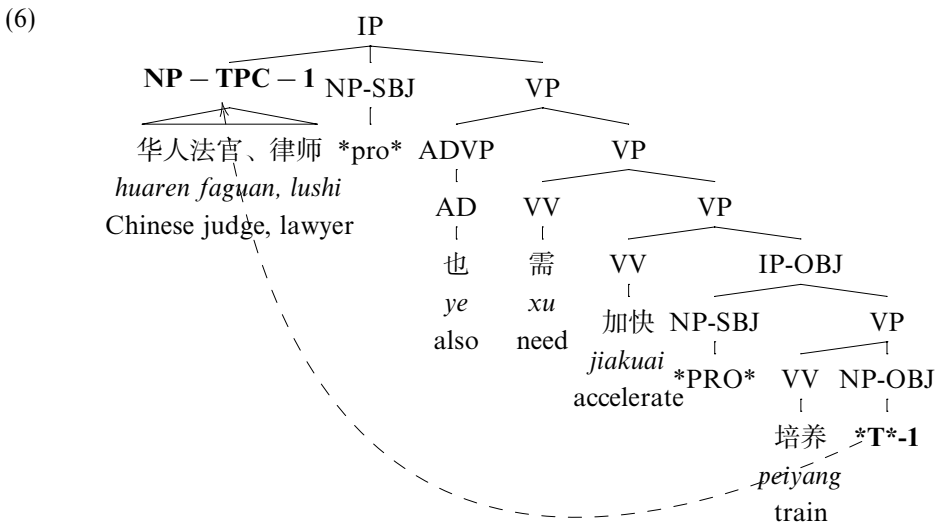 (6)
IP
NP – TPC – 1 NP-SBJ VP
华人法官、律师 *pro* ADVP VP
huaren faguan, lushi
Chinese judge, lawyer
AD VV VP
也 需 VV IP-OBJ
ye xu 加快 NP-SBJ VP
also need jiakuai *PRO* VV NP-OBJ
accelerate
培养 *T*-1
peiyang
train